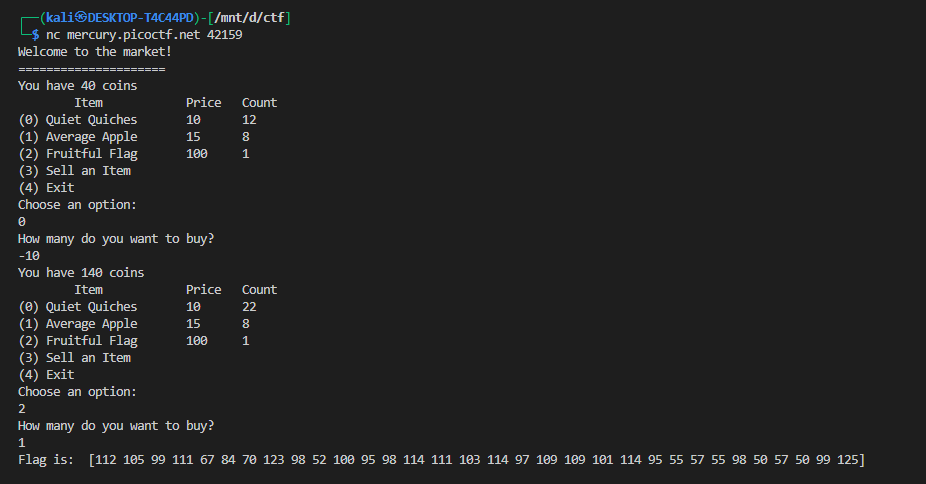 ┌──(kali㉿DESKTOP-T4C44PD)-[/mnt/d/ctf]
└─$ nc mercury.picoctf.net 42159
Welcome to the market!
=====================
You have 40 coins
Item Price Count
(0) Quiet Quiches 10 12
(1) Average Apple 15 8
(2) Fruitful Flag 100 1
(3) Sell an Item
(4) Exit
Choose an option:
0
How many do you want to buy?
-10
You have 140 coins
Item Price Count
(0) Quiet Quiches 10 22
(1) Average Apple 15 8
(2) Fruitful Flag 100 1
(3) Sell an Item
(4) Exit
Choose an option:
2
How many do you want to buy?
1
Flag is: [112 105 99 111 67 84 70 123 98 52 100 95 98 114 111 103 114 97 109 109 101 114 95 55 57 55 98 50 57 50 99 125]